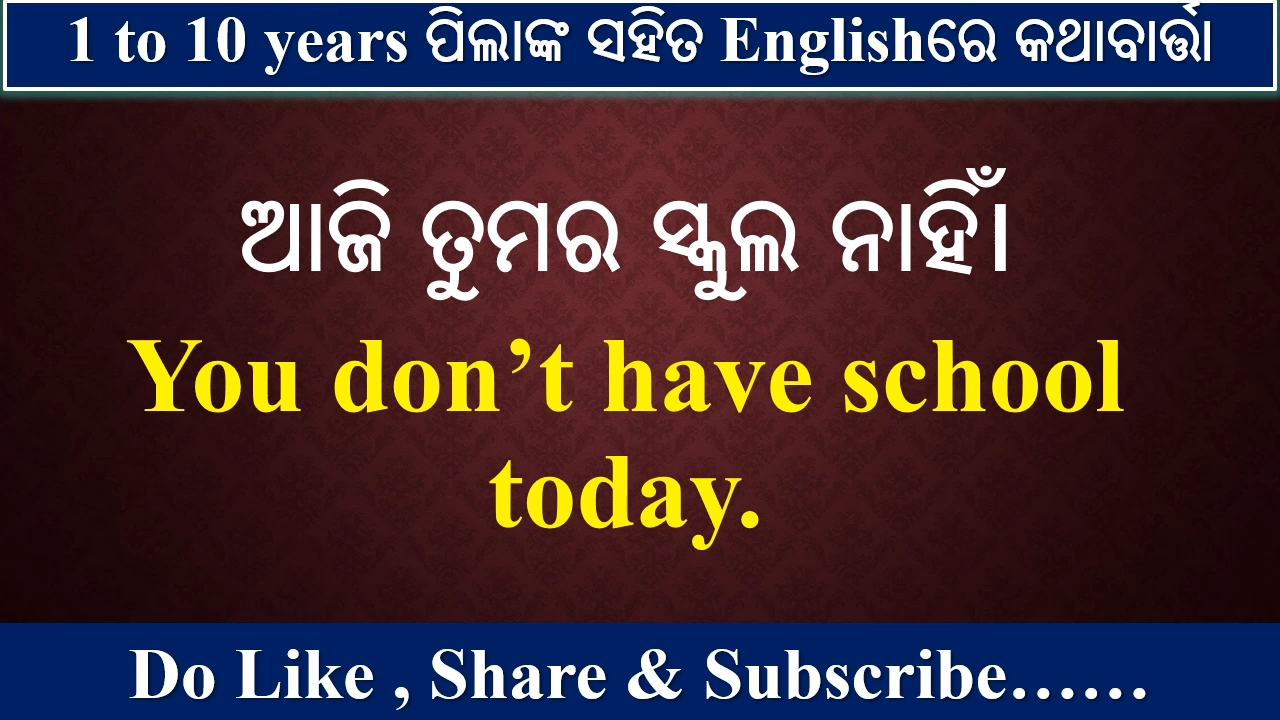 1 to 10 years ପିଲାଙ୍କ ସହିତ Englishରେ କଥାବାର୍ତ୍ତା
ଆଜି ତୁମର ସ୍କୁଲ ନାହିଁ।
You don’t have school
today.
Do Like , Share & Subscribe……